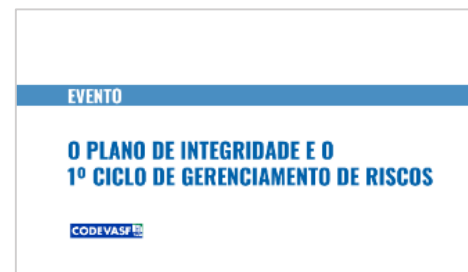 EVENTO
O PLANO DE INTEGRIDADE E O
1º CICLO DE GERENCIAMENTO DE RISCOS
CODEVASF